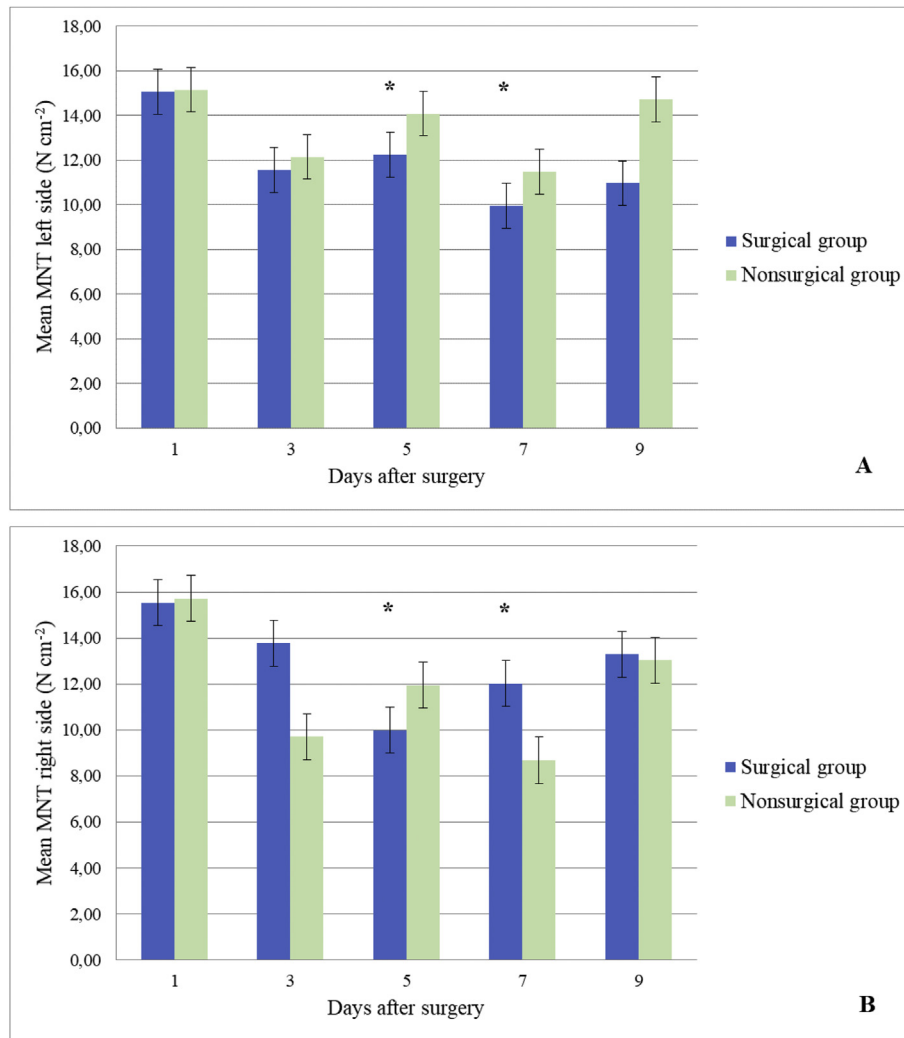 18,00
16,00
14,00
12,00
10,00
8,00
6,00
4,00
2,00
0,00
Mean MNT left side (N cm⁻²)
* *
1 3 5 7 9
Days after surgery
Surgical group
Nonsurgical group
A
18,00
16,00
14,00
12,00
10,00
8,00
6,00
4,00
2,00
0,00
Mean MNT right side (N cm⁻²)
* *
1 3 5 7 9
Days after surgery
Surgical group
Nonsurgical group
B